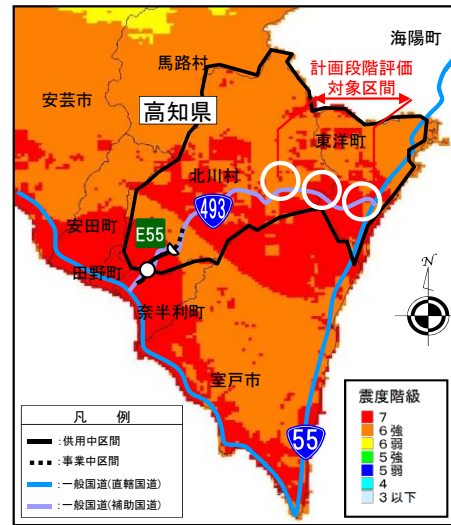 海陽町
馬路村
計画段階評価
対象区間
安芸市
高知県
東洋町
北川村
493
安田町
E55
田野町
奈半利町
N
室戸市
55
震度階級
7
6強
6弱
5強
5弱
4
3以下
凡 例
:供用中区間
:事業中区間
:一般国道(直轄国道)
:一般国道(補助国道)